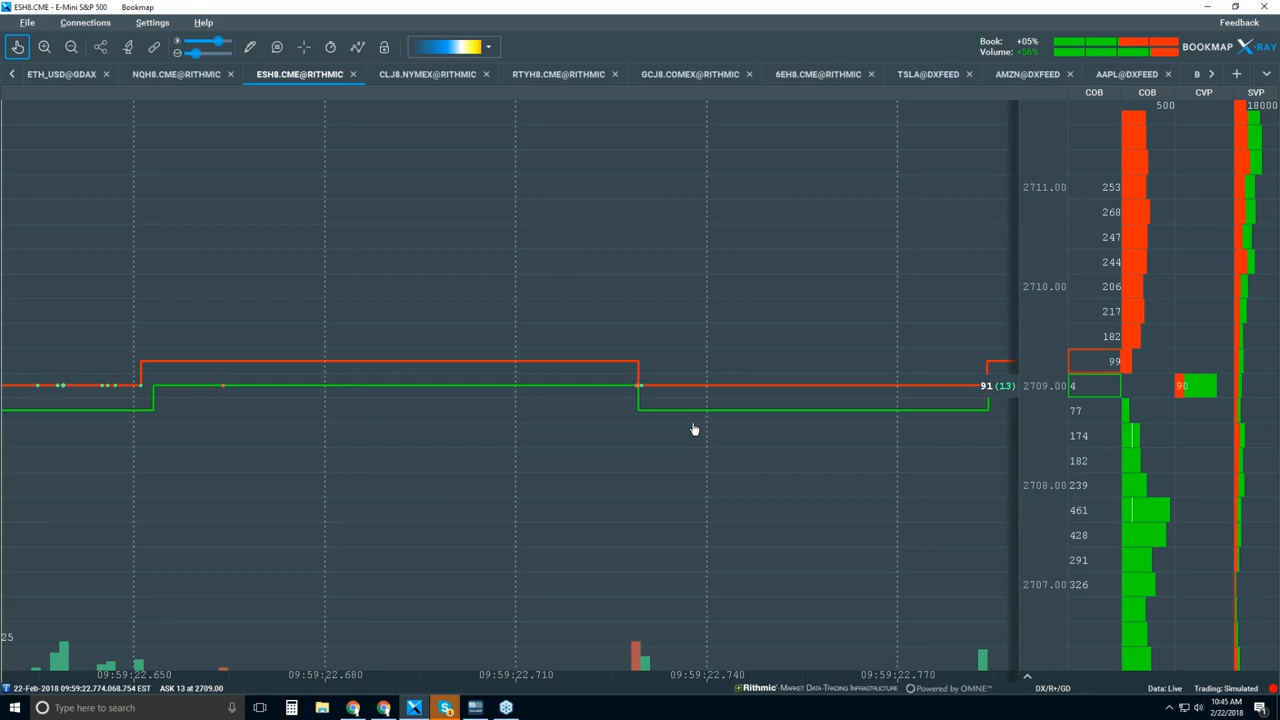 ESH8.CME - E-Mini S&P 500 Bookmap
File Connections Settings Help Feedback
Book: +05%
Volume: +56%
BOOKMAP X-RAY
ETH_USD@GDAX NQH8.CME@RITHMIC ESH8.CME@RITHMIC CLJ8.NYMEX@RITHMIC RTYH8.CME@RITHMIC GCJ8.COMEX@RITHMIC 6EH8.CME@RITHMIC TSLA@DXFEED AMZN@DXFEED AAPL@DXFEED B
COB COB CVP SVP
500 18000
2711.00 253
268
247
244
2710.00 206
217
182
99
91 (13) 2709.00 4 90
77
174
182
2708.00 239
461
428
291
2707.00 326
25
09:59:22.650 09:59:22.680 09:59:22.710 09:59:22.740 09:59:22.770
22-Feb-2018 09:59:22.774.068.754 EST ASK 13 at 2709.00 Rithmic - MARKET DATA-TRADING INFRASTRUCTURE Powered by OMNE™ DX/R+/GD Data: Live Trading: Simulated
Type here to search
10:45 AM
2/22/2018